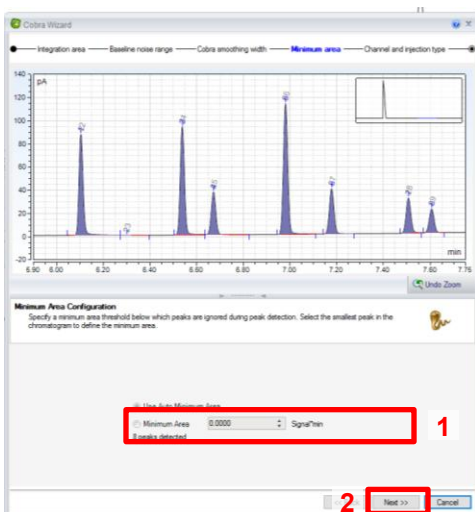 Cobra Wizard
Integration area Baseline noise range Cobra smoothing width Minimum area Channel and injection type
140
pA
120
100
80
60
40
20
0
-20
min
5.90 6.00 6.20 6.40 6.60 6.80 7.00 7.20 7.40 7.60 7.76
Undo Zoom
Minimum Area Configuration
Specify a minimum area threshold below which peaks are ignored during peak detection. Select the smallest peak in the
chromatogram to define the minimum area.
Use Auto Minimum Area
Minimum Area 0.0000 Signal*min
1
8 peaks detected
2
Next >> Cancel